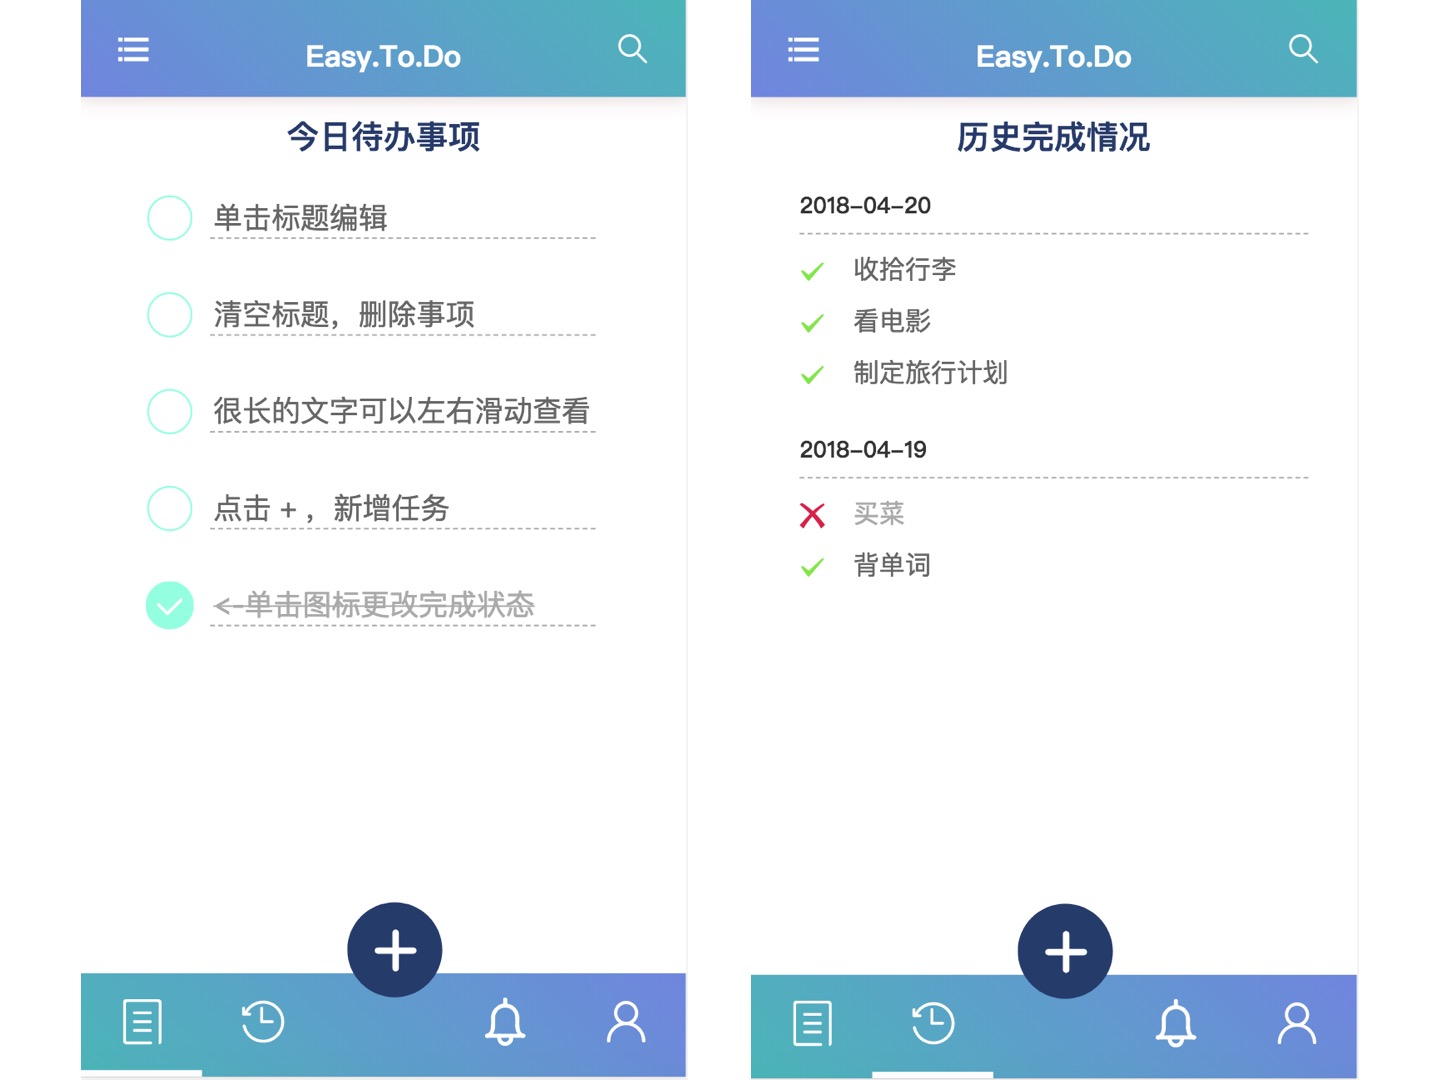 Easy.To.Do
今日待办事项
单击标题编辑
清空标题，删除事项
很长的文字可以左右滑动查看
点击 + ，新增任务
<-单击图标更改完成状态
Easy.To.Do
历史完成情况
2018-04-20
收拾行李
看电影
制定旅行计划
2018-04-19
买菜
背单词